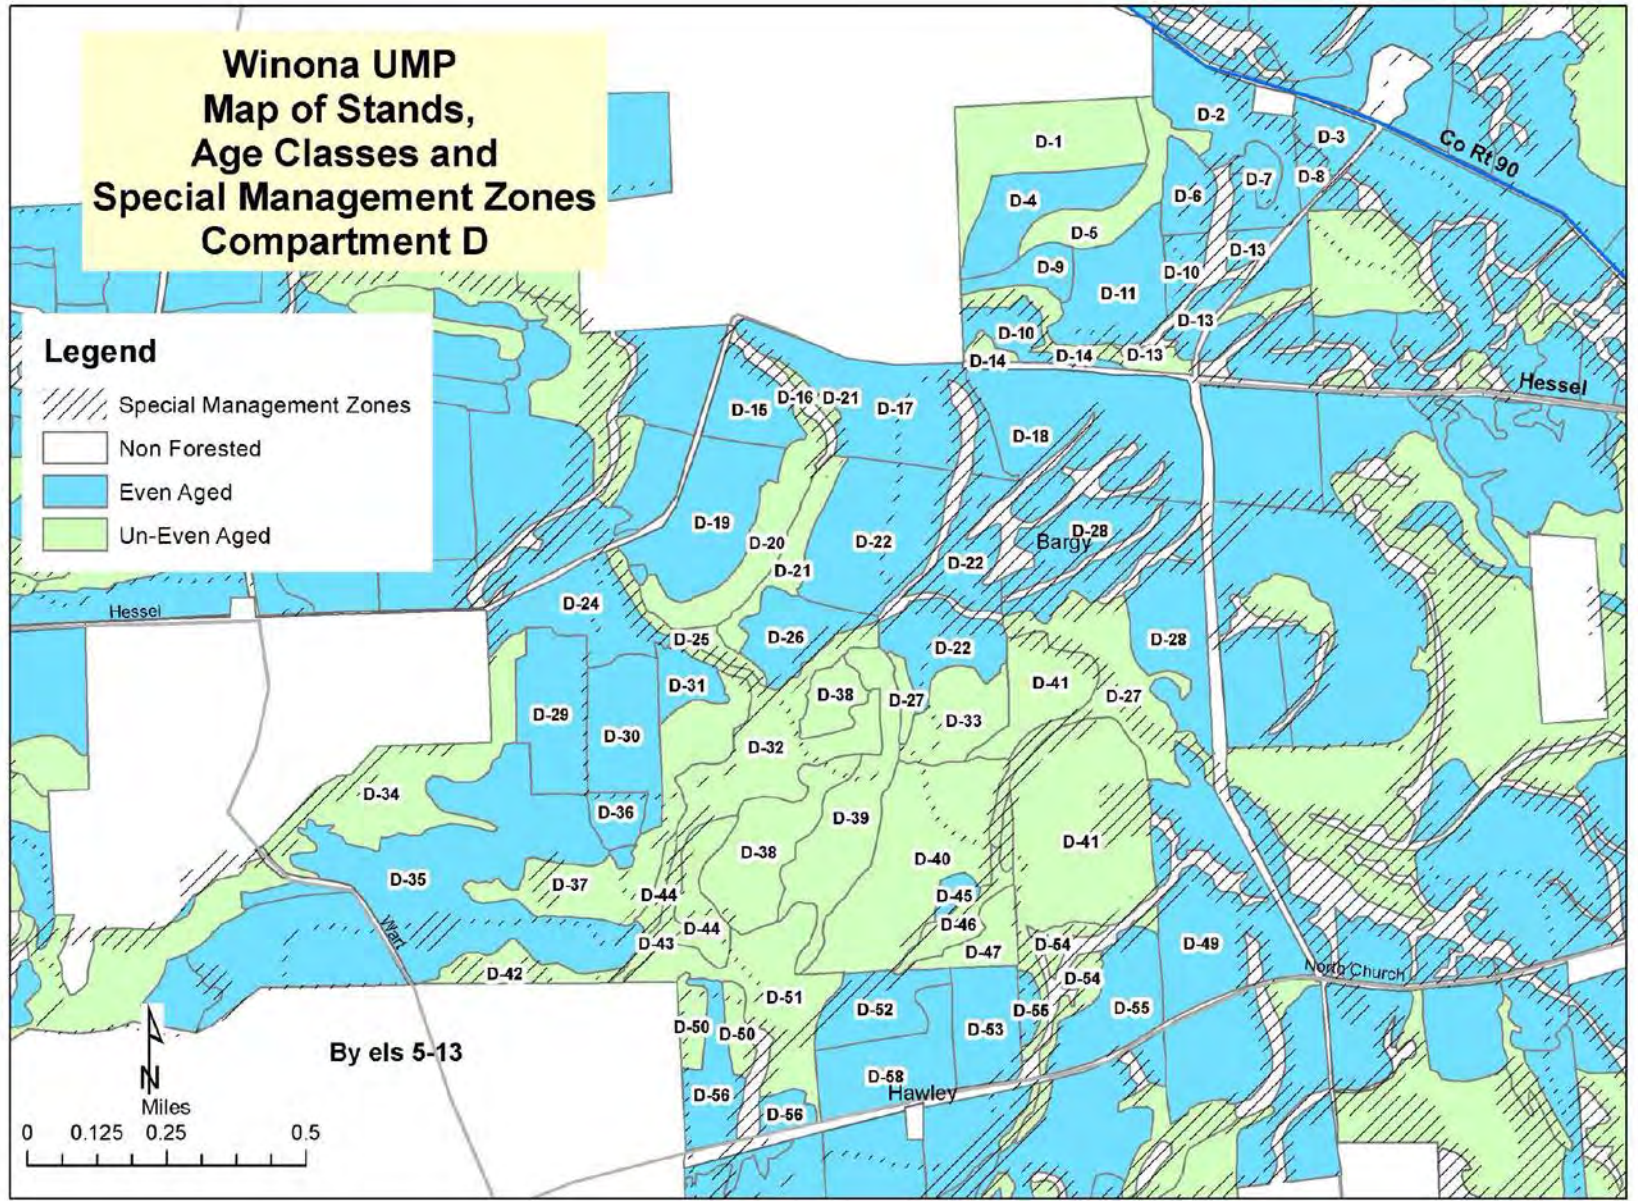 Winona UMP
Map of Stands,
Age Classes and
Special Management Zones
Compartment D
Legend
Special Management Zones
Non Forested
Even Aged
Un-Even Aged
Co Rt 90
D-1
D-2
D-3
D-4
D-5
D-6
D-7
D-8
D-9
D-10
D-11
D-13
D-10
D-13
D-14
D-14
D-13
Hessel
D-15
D-16
D-21
D-17
D-18
D-19
D-20
D-21
D-22
D-22
D-28
Bargy
Hessel
D-24
D-25
D-26
D-22
D-28
D-29
D-30
D-31
D-38
D-27
D-33
D-41
D-27
D-32
D-34
D-36
D-39
D-38
D-40
D-41
D-35
D-37
D-44
D-45
D-46
D-44
D-43
D-47
D-54
D-49
Wart
D-42
D-54
North Church
D-51
D-50
D-50
D-52
D-53
D-55
D-55
D-58
Hawley
D-56
D-56
By els 5-13
N
Miles
0 0.125 0.25 0.5